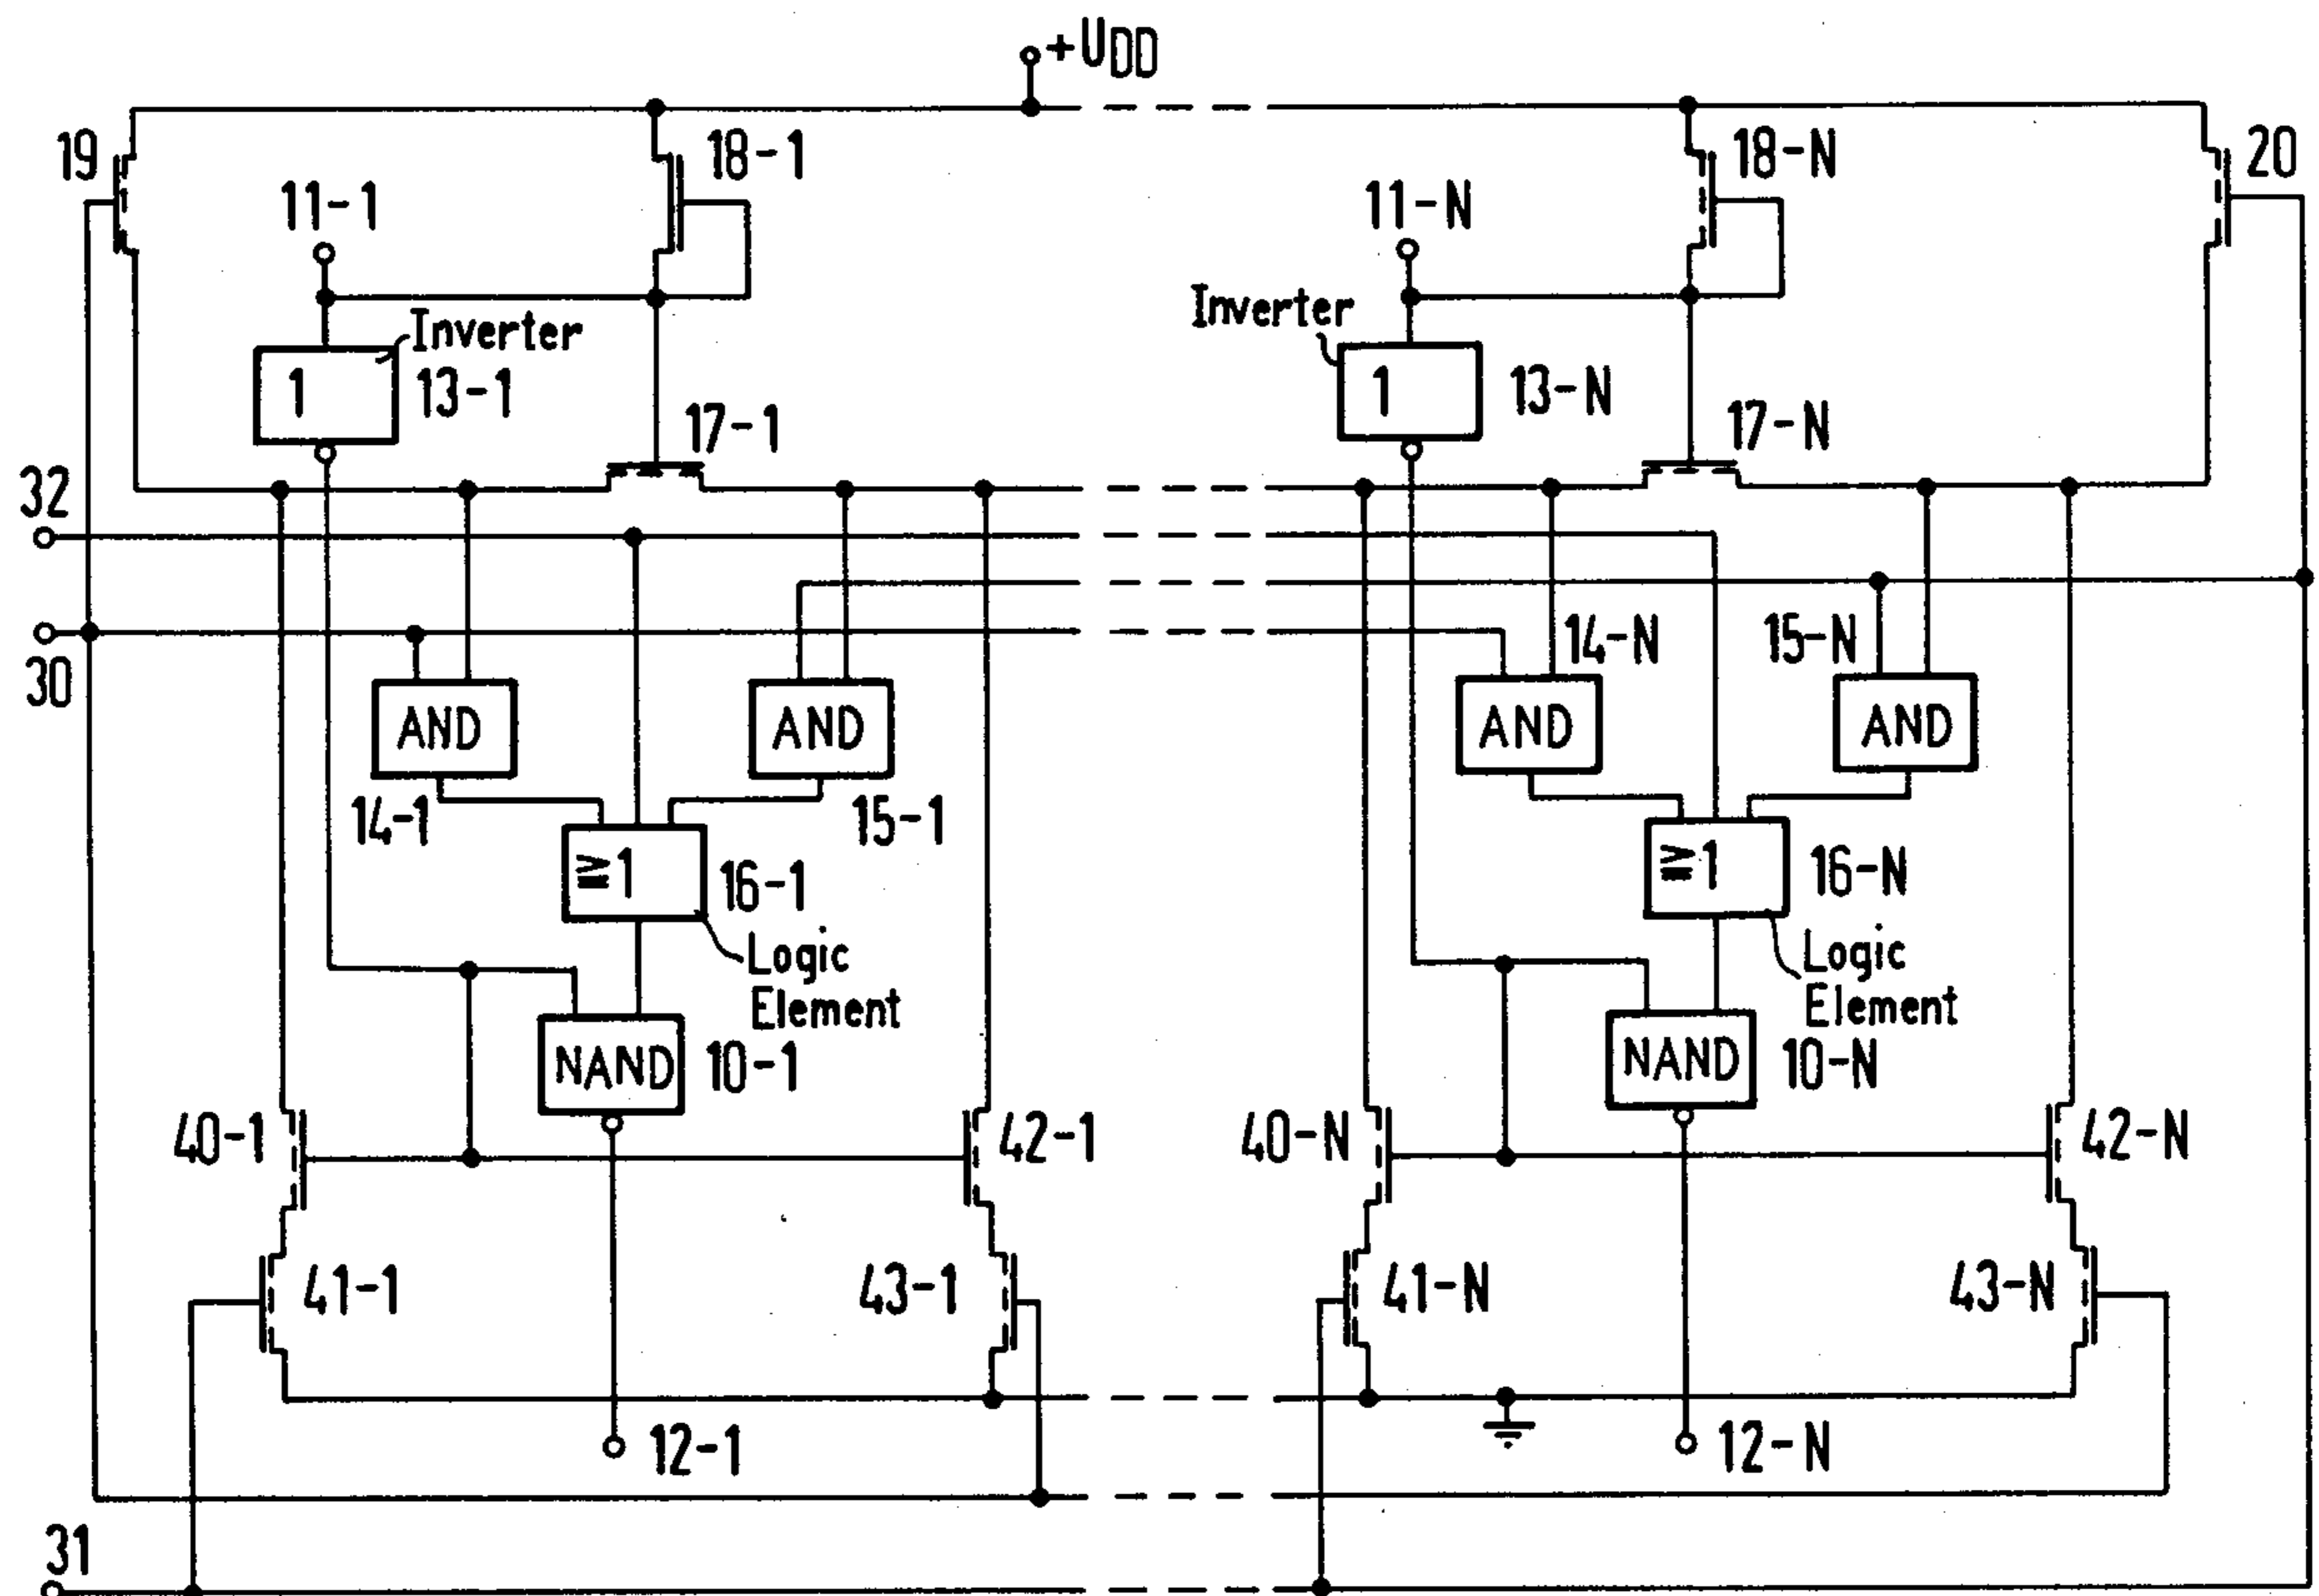 +UDD
19
18-1
18-N
20
11-1
11-N
Inverter
Inverter
1
13-1
1
13-N
17-1
17-N
32
30
14-N
15-N
AND
AND
AND
AND
14-1
15-1
≥1
16-1
≥1
16-N
Logic
Element
Logic
Element
NAND
10-1
NAND
10-N
40-1
42-1
40-N
42-N
41-1
43-1
41-N
43-N
12-1
12-N
31